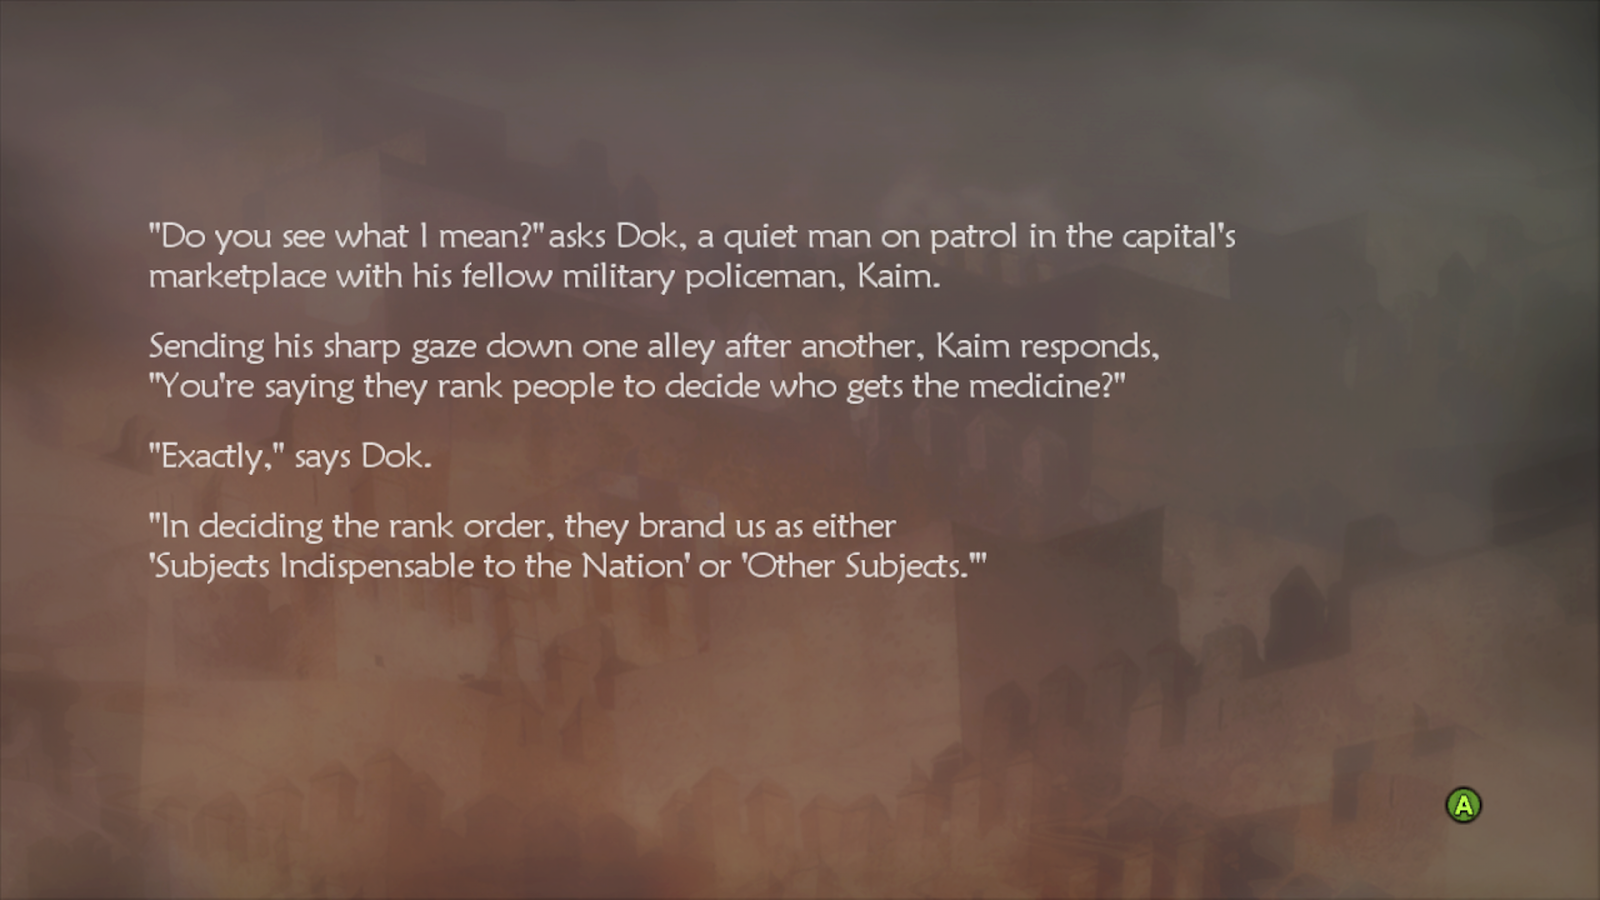 "Do you see what I mean?" asks Dok, a quiet man on patrol in the capital's
marketplace with his fellow military policeman, Kaim.
Sending his sharp gaze down one alley after another, Kaim responds,
"You're saying they rank people to decide who gets the medicine?"
"Exactly," says Dok.
"In deciding the rank order, they brand us as either
'Subjects Indispensable to the Nation' or 'Other Subjects.'"
A